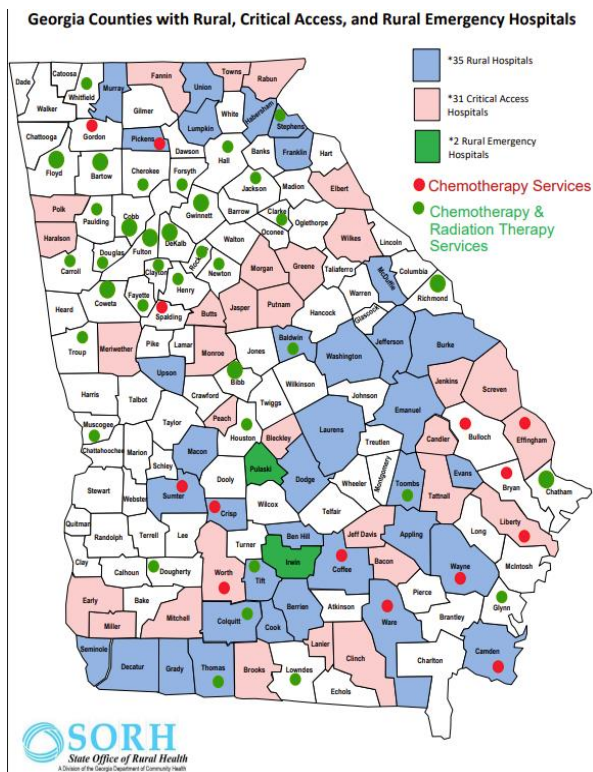 Georgia Counties with Rural, Critical Access, and Rural Emergency Hospitals
*35 Rural Hospitals
*31 Critical Access
Hospitals
*2 Rural Emergency
Hospitals
Chemotherapy Services
Chemotherapy &
Radiation Therapy
Services
Dade
Catoosa
Whitfield
Murray
Fannin
Union
Towns
Rabun
Walker
Gilmer
White
Habersham
Stephens
Lumpkin
Chattooga
Gordon
Pickens
Dawson
Hall
Banks
Franklin
Hart
Floyd
Bartow
Cherokee
Forsyth
Jackson
Madion
Elbert
Polk
Paulding
Cobb
Gwinnett
Barrow
Clarke
Oconee
Oglethorpe
Wilkes
Lincoln
Haralson
Douglas
Fulton
DeKalb
Walton
Carroll
Clayton
Rock
Newton
Morgan
Greene
Taliaferro
McDuffie
Columbia
Richmond
Coweta
Fayette
Henry
Warren
Glascock
Heard
Spalding
Butts
Jasper
Putnam
Hancock
Troup
Meriwether
Pike
Lamar
Monroe
Jones
Baldwin
Washington
Jefferson
Burke
Upson
Bibb
Wilkinson
Harris
Talbot
Crawford
Twiggs
Johnson
Jenkins
Screven
Muscogee
Taylor
Peach
Houston
Bleckley
Laurens
Emanuel
Candler
Bulloch
Effingham
Chattahoochee
Marion
Macon
Treutlen
Schley
Pulaski
Dodge
Montgomery
Wheeler
Toombs
Evans
Bryan
Chatham
Stewart
Webster
Sumter
Dooly
Tattnall
Crisp
Wilcox
Telfair
Quitman
Randolph
Terrell
Lee
Turner
Ben Hill
Jeff Davis
Appling
Long
Liberty
Clay
Calhoun
Dougherty
Worth
Tift
Irwin
Coffee
Bacon
Wayne
McIntosh
Early
Bake
Miller
Mitchell
Colquitt
Berrien
Cook
Atkinson
Pierce
Ware
Brantley
Glynn
Seminole
Decatur
Grady
Thomas
Brooks
Lanier
Lowndes
Clinch
Echols
Charlton
Camden
SORH
State Office of Rural Health
A Division of the Georgia Department of Community Health